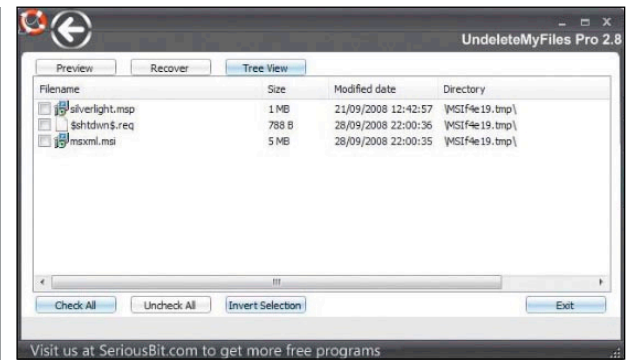 UndeleteMyFiles Pro 2.8
Preview Recover Tree View
Filename Size Modified date Directory
silverlight.msp 1 MB 21/09/2008 12:42:57 \MSIf4e19.tmp\
$shtdwn$.req 788 B 28/09/2008 22:00:36 \MSIf4e19.tmp\
msxml.msi 5 MB 28/09/2008 22:00:35 \MSIf4e19.tmp\
Check All Uncheck All Invert Selection Exit
Visit us at SeriousBit.com to get more free programs